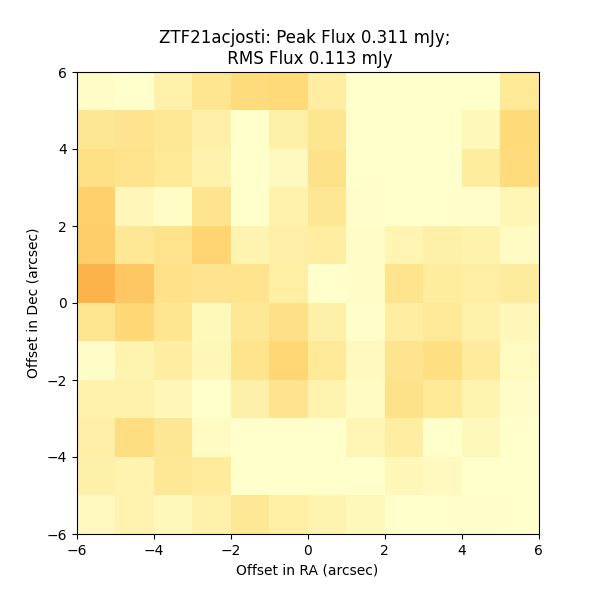 ZTF21acjosti: Peak Flux 0.311 mJy;
RMS Flux 0.113 mJy
6
4
2
0
−2
−4
−6
Offset in Dec (arcsec)
−6 −4 −2 0 2 4 6
Offset in RA (arcsec)